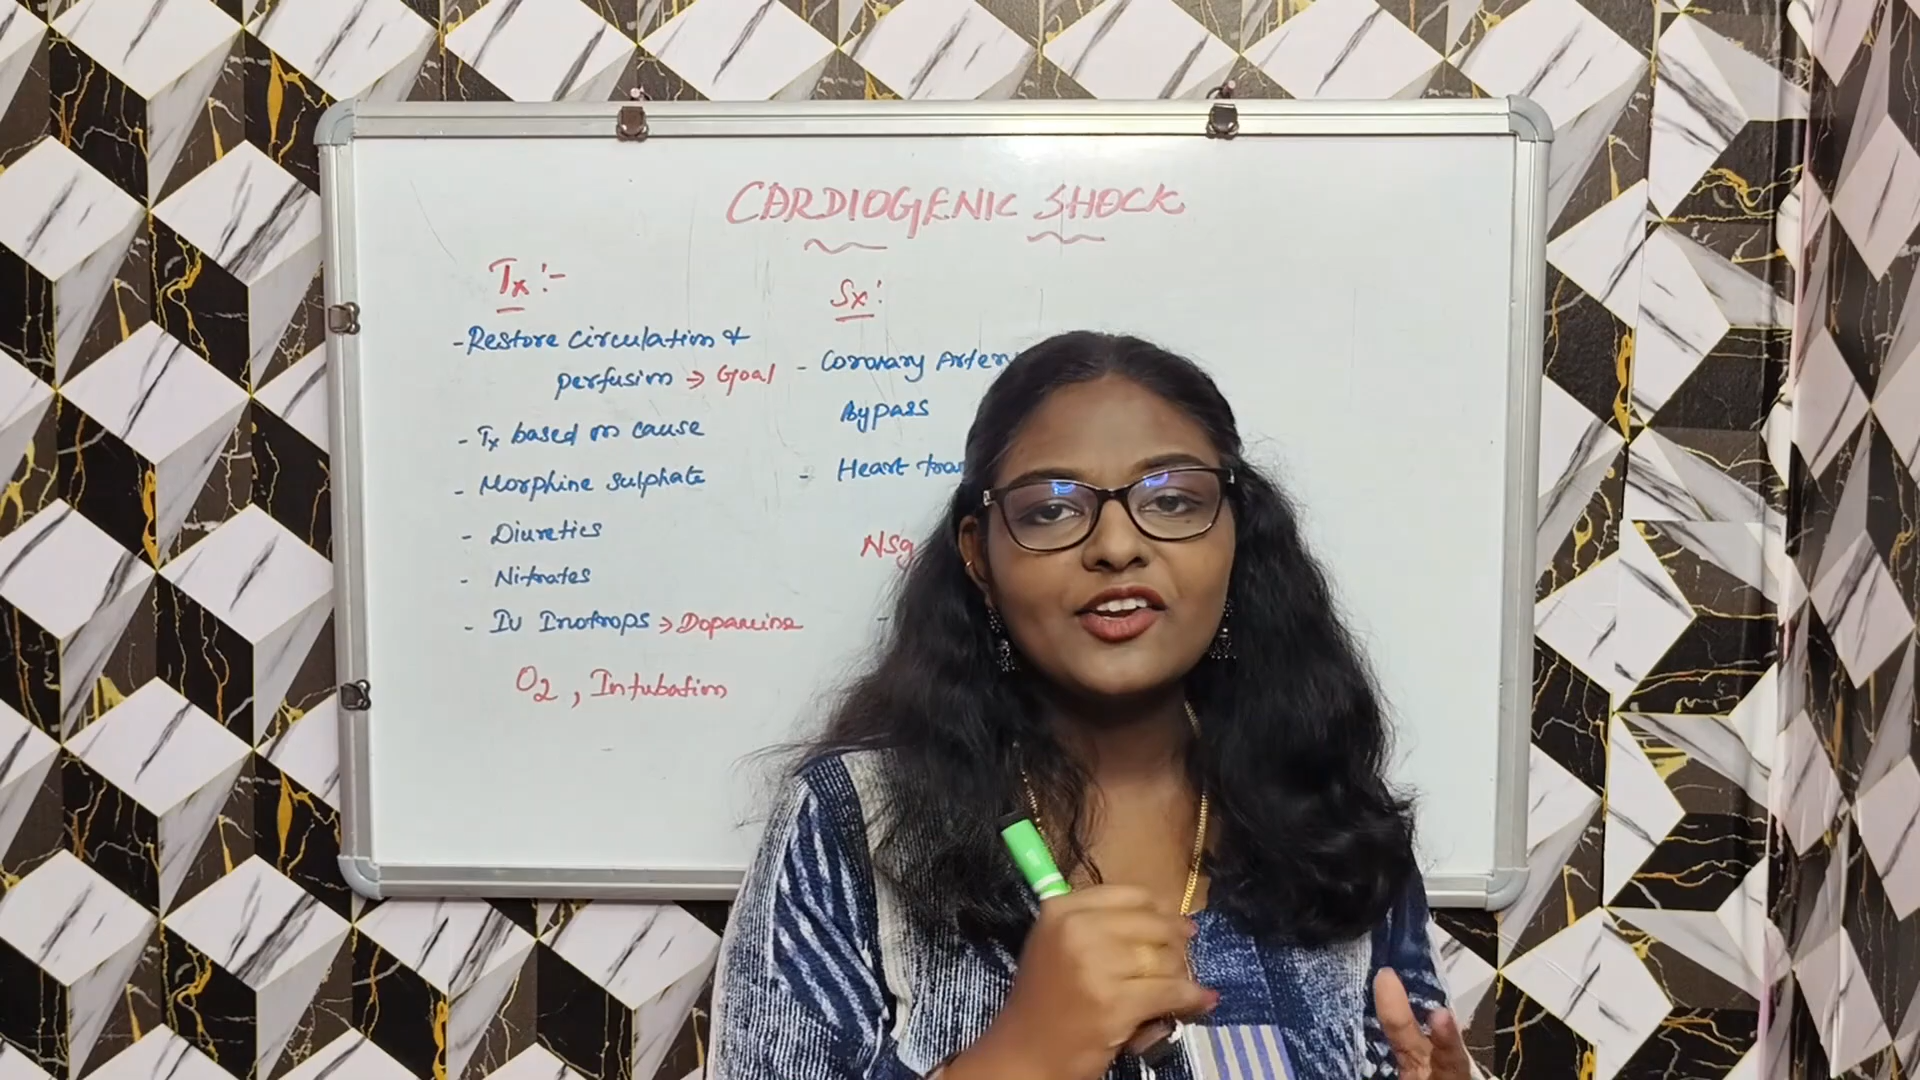 CARDIOGENIC SHOCK
Tx :-
- Restore circulation &
perfusion → Goal
- Tx based on cause
- Morphine Sulphate
- Diuretics
- Nitrates
- IV Inotrops → Dopamine
O2, Intubation
Sx :
- Coronary Artery
bypass
- Heart
Nsg
-